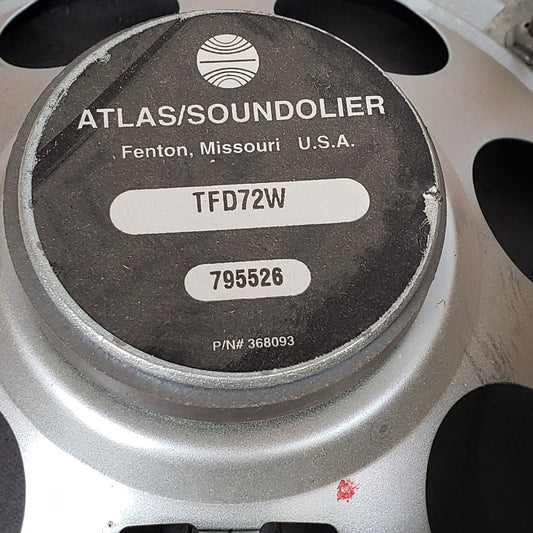 ATLAS/SOUNDOLIER
Fenton, Missouri U.S.A.
TFD72W
795526
P/N# 368093